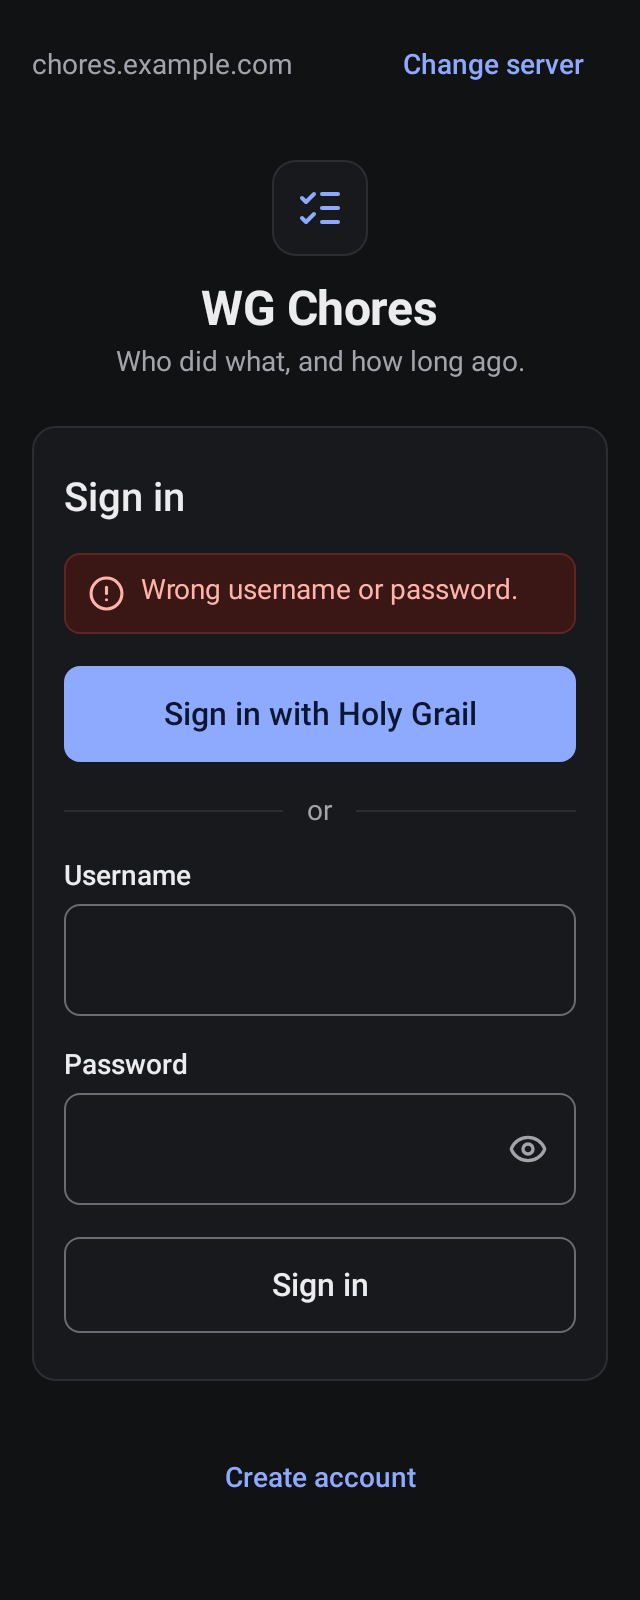 chores.example.com
Change server
WG Chores
Who did what, and how long ago.
Sign in
Wrong username or password.
Sign in with Holy Grail
or
Username
Password
Sign in
Create account